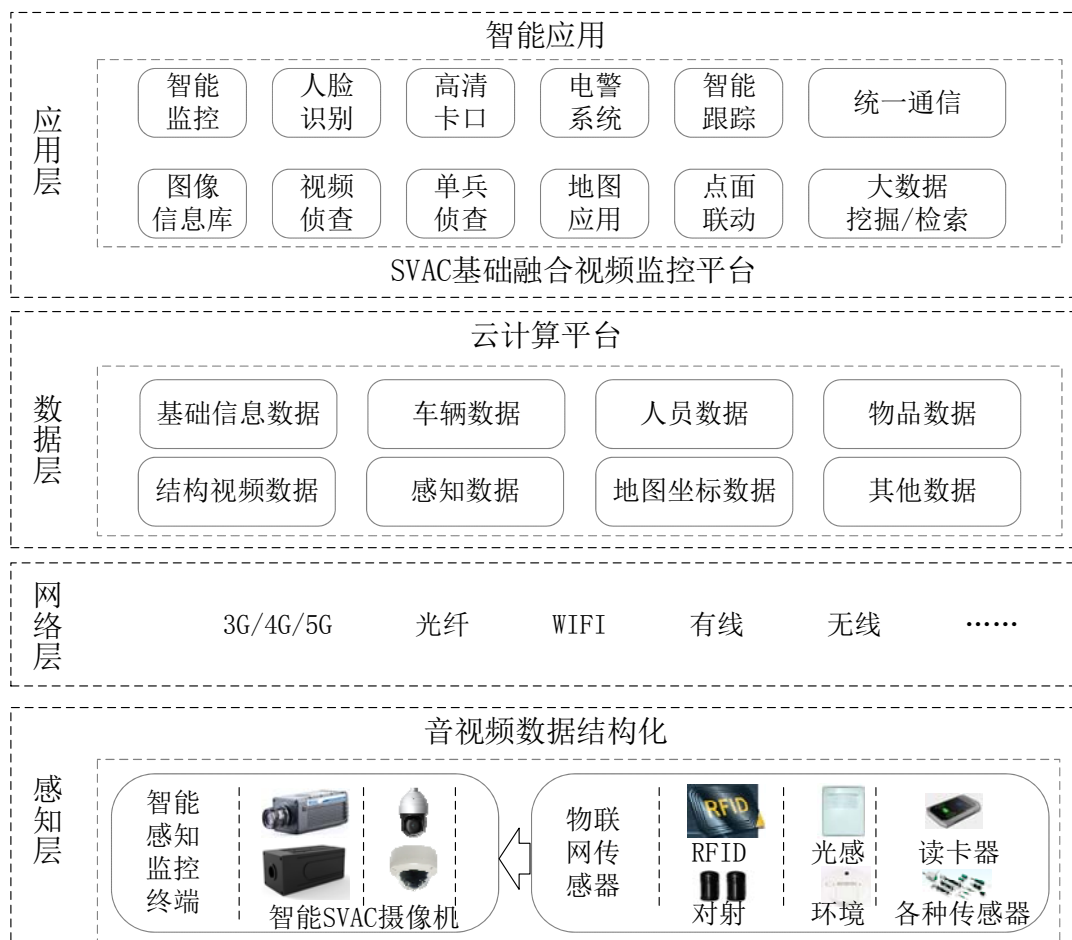 智能应用
应用层
智能
监控
人脸
识别
高清
卡口
电警
系统
智能
跟踪
统一通信
图像
信息库
视频
侦查
单兵
侦查
地图
应用
点面
联动
大数据
挖掘/检索
SVAC基础融合视频监控平台
云计算平台
数据层
基础信息数据
车辆数据
人员数据
物品数据
结构视频数据
感知数据
地图坐标数据
其他数据
网络层
3G/4G/5G
光纤
WIFI
有线
无线
……
音视频数据结构化
感知层
智能
感知
监控
终端
智能SVAC摄像机
物联
网传
感器
RFID
RFID
光感
读卡器
对射
环境
各种传感器